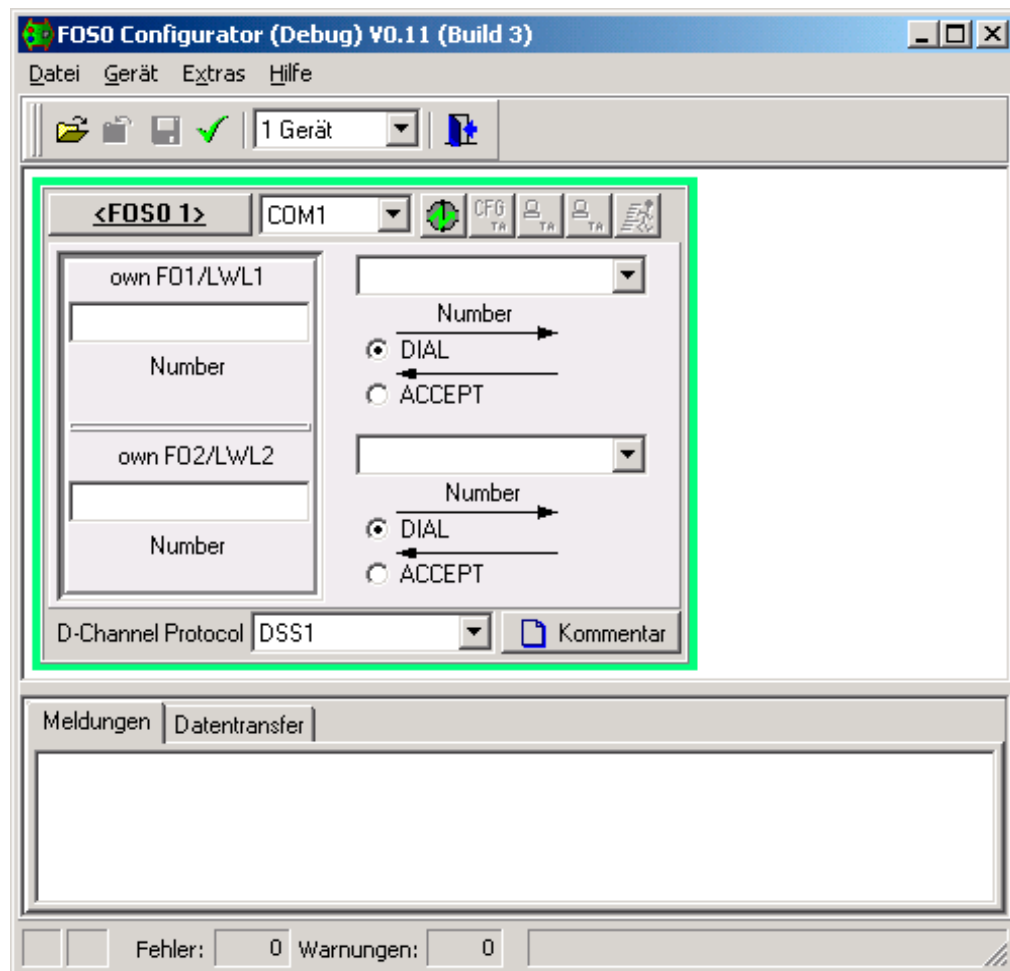 FOS0 Configurator (Debug) V0.11 (Build 3)
Datei Gerät Extras Hilfe
1 Gerät
<FOS0 1> COM1 CFG TA TA TA
own FO1/LWL1
Number
Number
DIAL
ACCEPT
own FO2/LWL2
Number
Number
DIAL
ACCEPT
D-Channel Protocol DSS1 Kommentar
Meldungen Datentransfer
Fehler: 0 Warnungen: 0